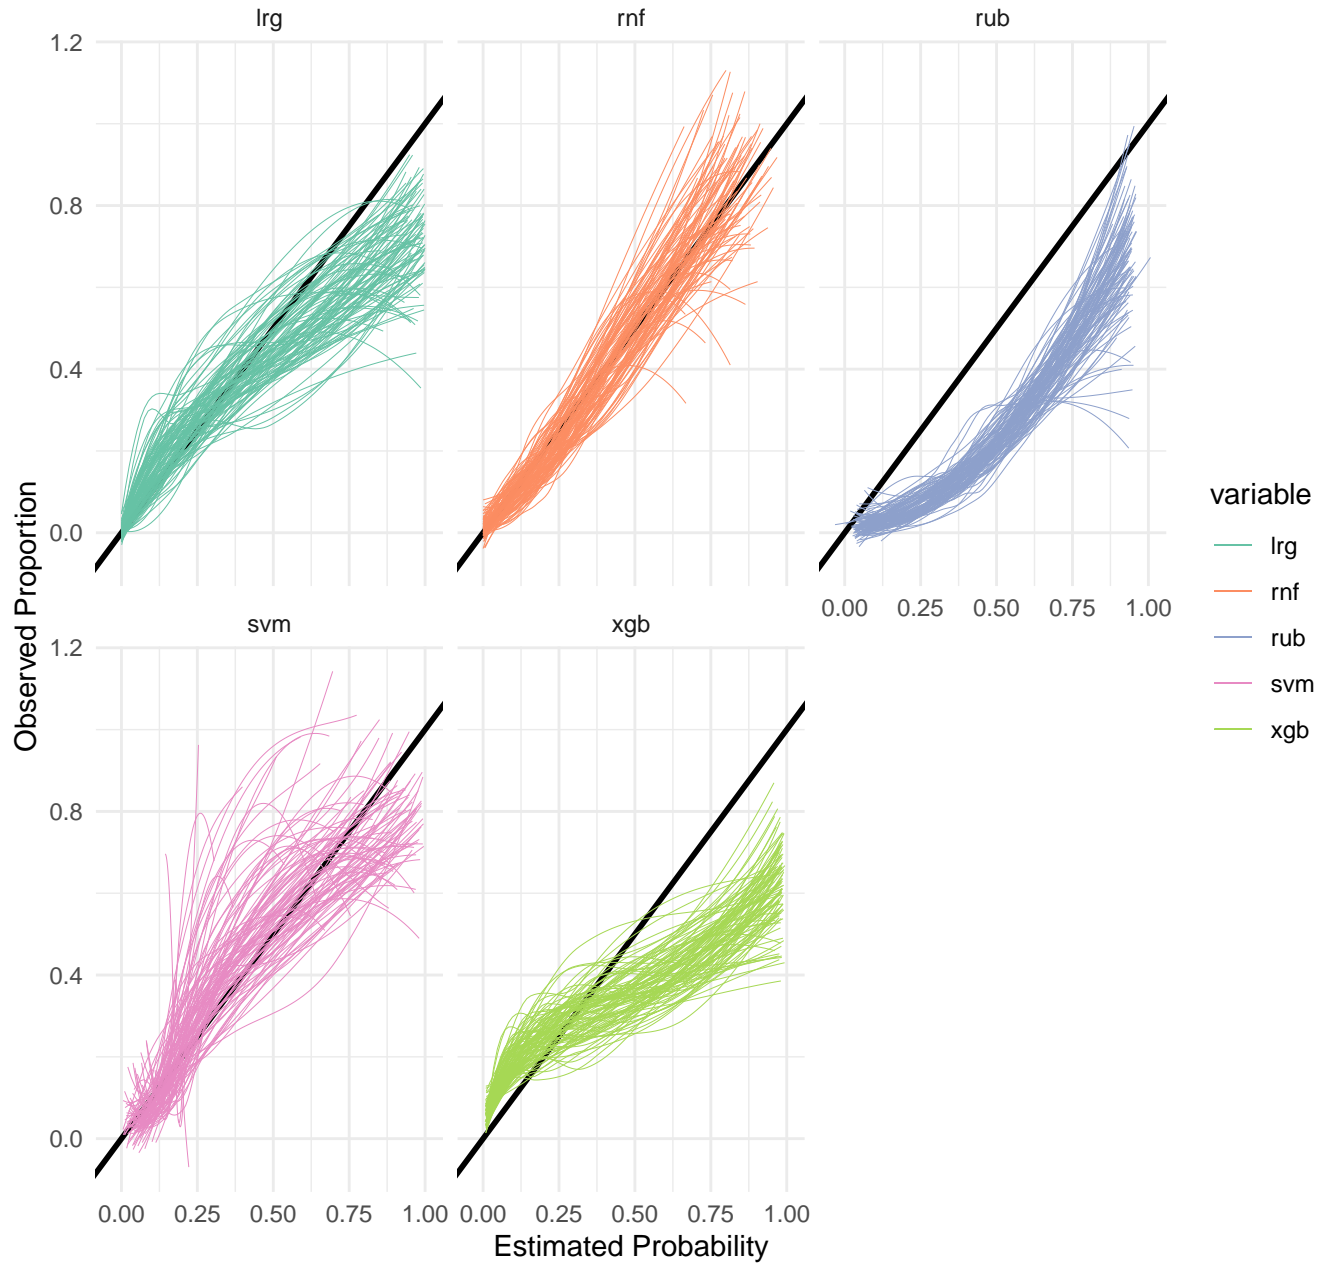 lrg
rnf
rub
1.2
0.8
0.4
0.0
0.00 0.25 0.50 0.75 1.00
svm
xgb
1.2
0.8
0.4
0.0
0.00 0.25 0.50 0.75 1.00
0.00 0.25 0.50 0.75 1.00
Estimated Probability
Observed Proportion
variable
lrg
rnf
rub
svm
xgb